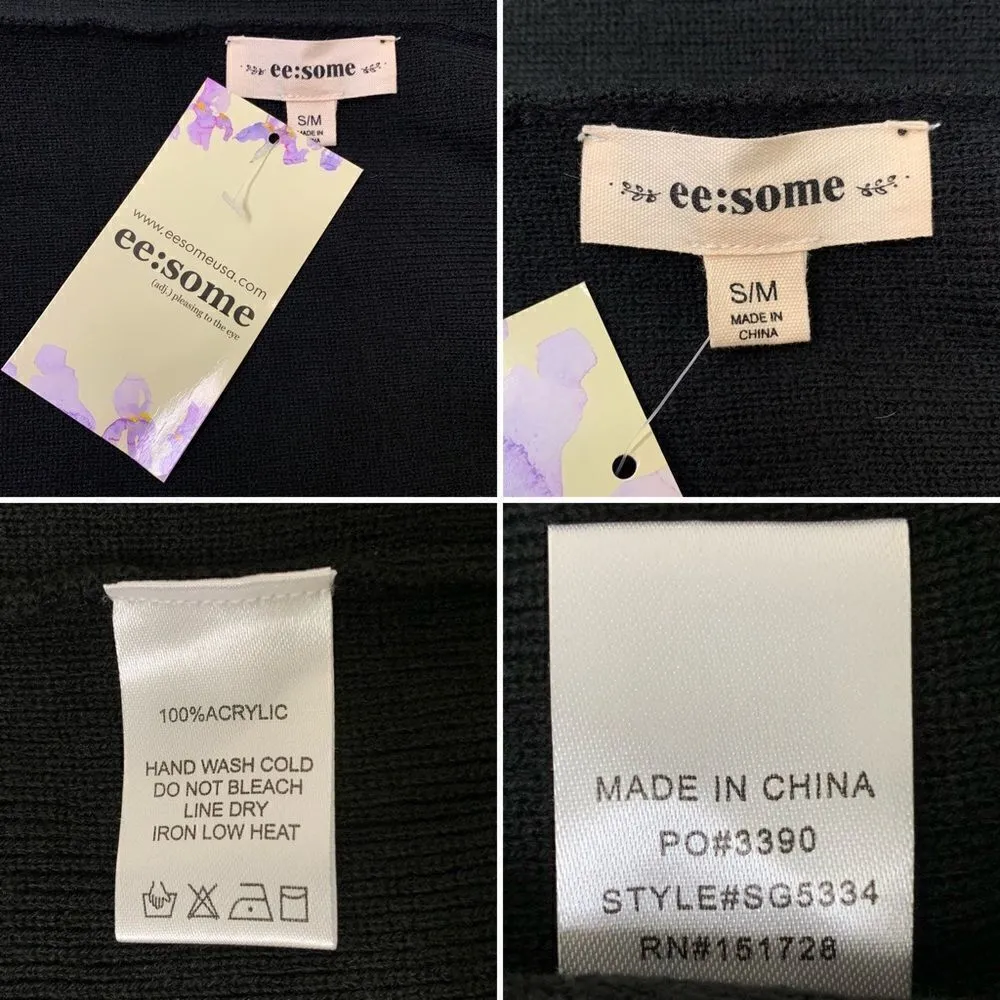 ee:some
S/M
MADE IN
www.eesomeusa.com
ee:some
(adj.) pleasing to the eye
ee:some
S/M
MADE IN
CHINA
100%ACRYLIC
HAND WASH COLD
DO NOT BLEACH
LINE DRY
IRON LOW HEAT
MADE IN CHINA
PO#3390
STYLE#SG5334
RN#151728